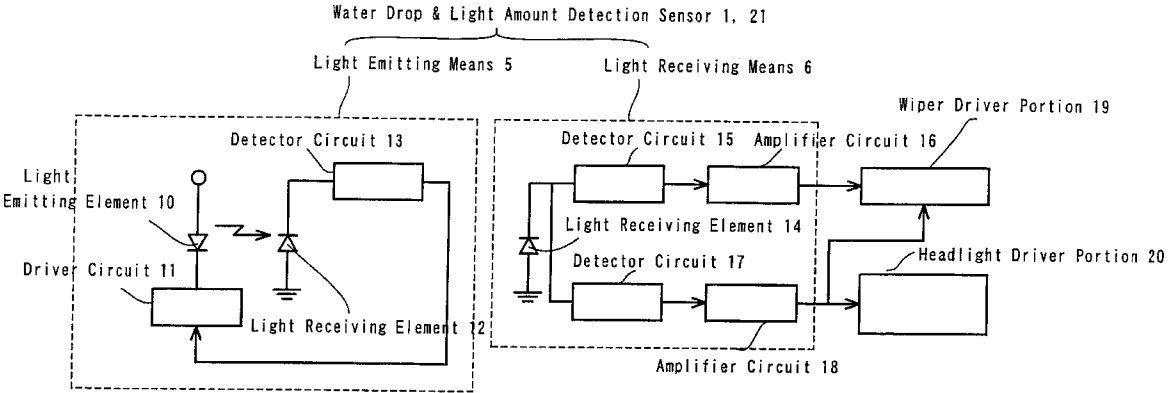 Water Drop & Light Amount Detection Sensor 1, 21
Light Emitting Means 5
Light Receiving Means 6
Wiper Driver Portion 19
Detector Circuit 13
Detector Circuit 15
Amplifier Circuit 16
Light
Emitting Element 10
Light Receiving Element 14
Driver Circuit 11
Detector Circuit 17
Headlight Driver Portion 20
Light Receiving Element 12
Amplifier Circuit 18